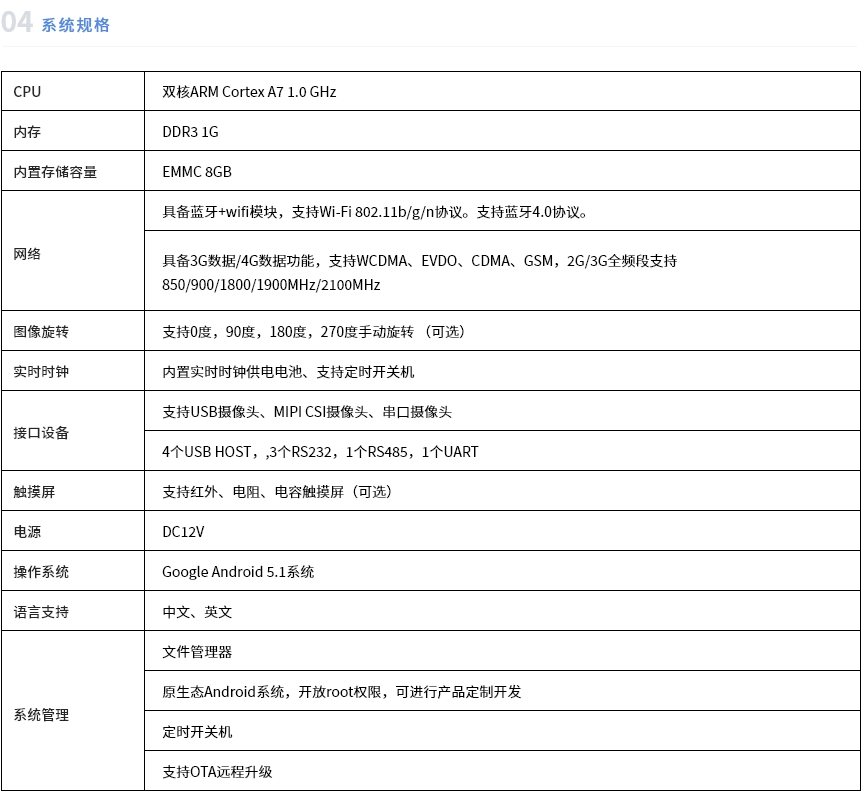 04 系统规格
CPU
双核ARM Cortex A7 1.0 GHz
内存
DDR3 1G
内置存储容量
EMMC 8GB
网络
具备蓝牙+wifi模块，支持Wi-Fi 802.11b/g/n协议。支持蓝牙4.0协议。
具备3G数据/4G数据功能，支持WCDMA、EVDO、CDMA、GSM，2G/3G全频段支持
850/900/1800/1900MHz/2100MHz
图像旋转
支持0度，90度，180度，270度手动旋转 （可选）
实时时钟
内置实时时钟供电电池、支持定时开关机
接口设备
支持USB摄像头、MIPI CSI摄像头、串口摄像头
4个USB HOST，,3个RS232，1个RS485，1个UART
触摸屏
支持红外、电阻、电容触摸屏（可选）
电源
DC12V
操作系统
Google Android 5.1系统
语言支持
中文、英文
系统管理
文件管理器
原生态Android系统，开放root权限，可进行产品定制开发
定时开关机
支持OTA远程升级